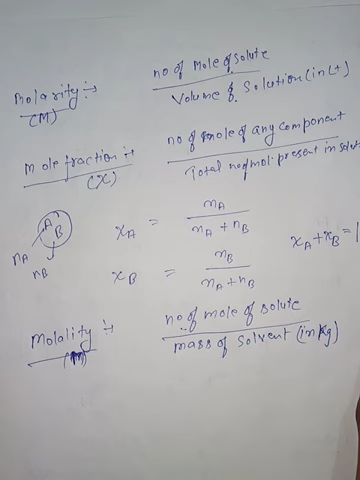 Molarity :- no of Mole of Solute
(M) Volume of Solution (in Lt)
Mole fraction :- no of mole of any component
(X) Total no of mol present in solut
A
B
nA
nB
xA = nA / nA + nB
xA + xB = 1
xB = nB / nA + nB
Molality :- no of mole of solute
(M) mass of Solvent (in Kg)